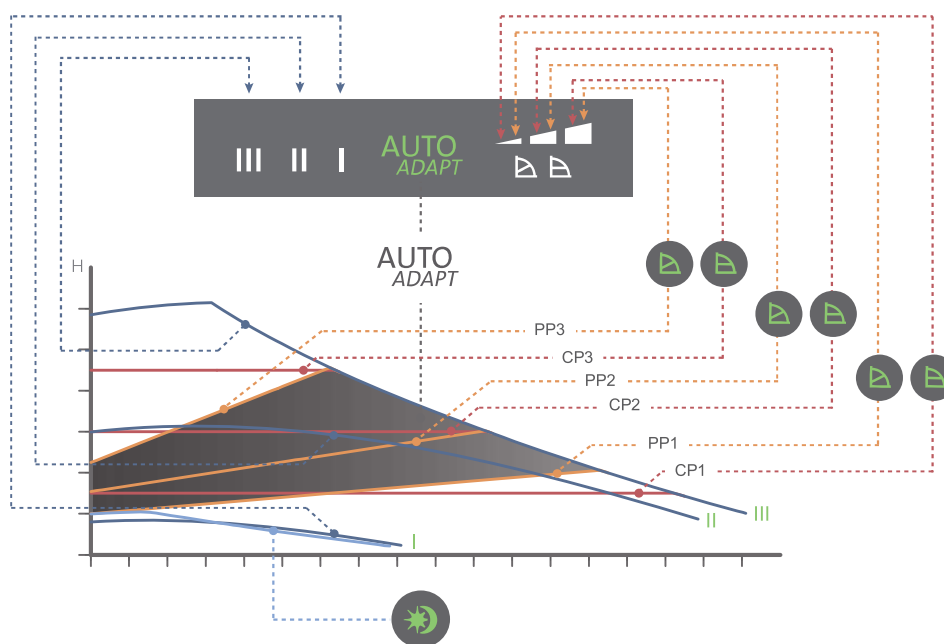 III II I AUTO
ADAPT
AUTO
ADAPT
H
PP3
CP3
PP2
CP2
PP1
CP1
III
II
I